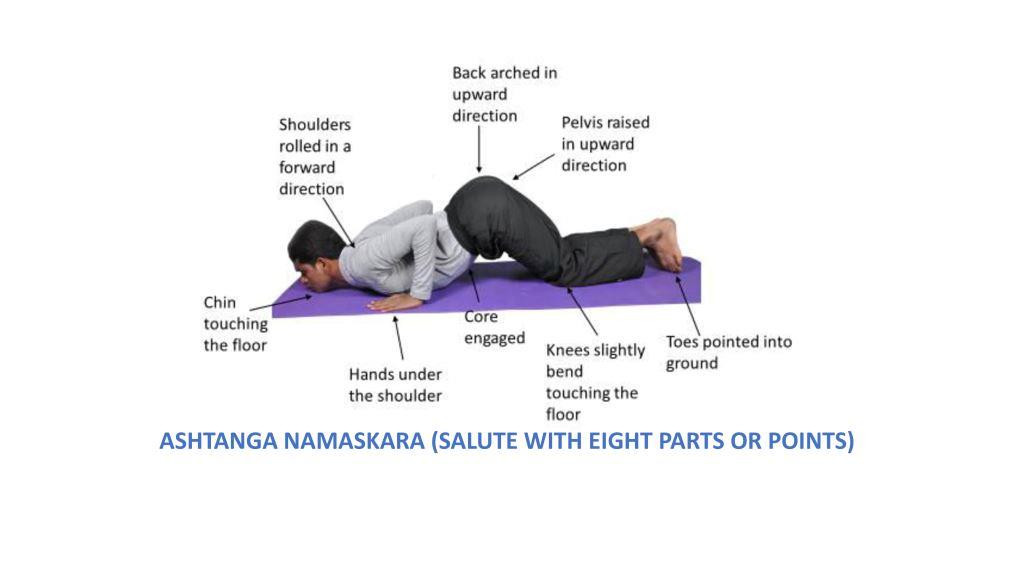 Back arched in
upward
direction
Shoulders
rolled in a
forward
direction
Pelvis raised
in upward
direction
Chin
touching
the floor
Core
engaged
Hands under
the shoulder
Knees slightly
bend
touching the
floor
Toes pointed into
ground
ASHTANGA NAMASKARA (SALUTE WITH EIGHT PARTS OR POINTS)